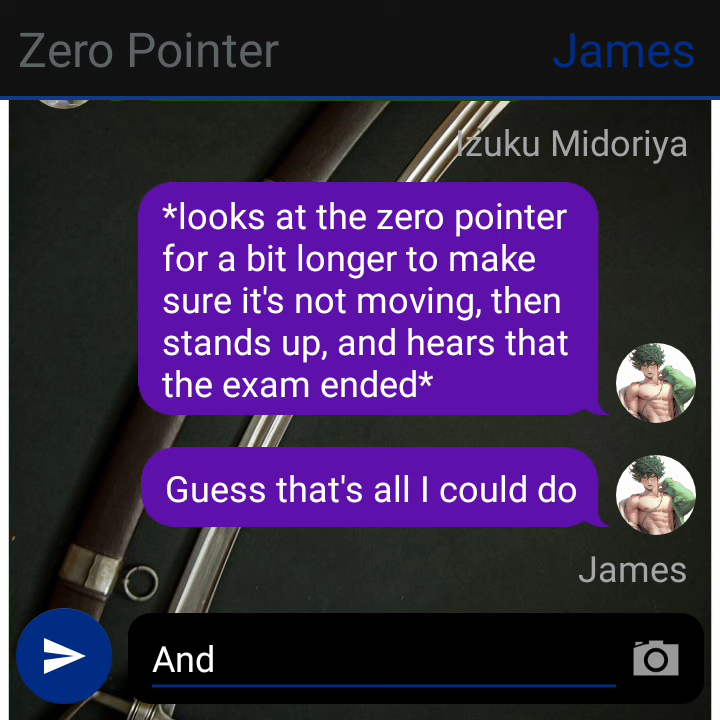 Zero Pointer James
Izuku Midoriya
*looks at the zero pointer
for a bit longer to make
sure it's not moving, then
stands up, and hears that
the exam ended*
Guess that's all I could do
James
And